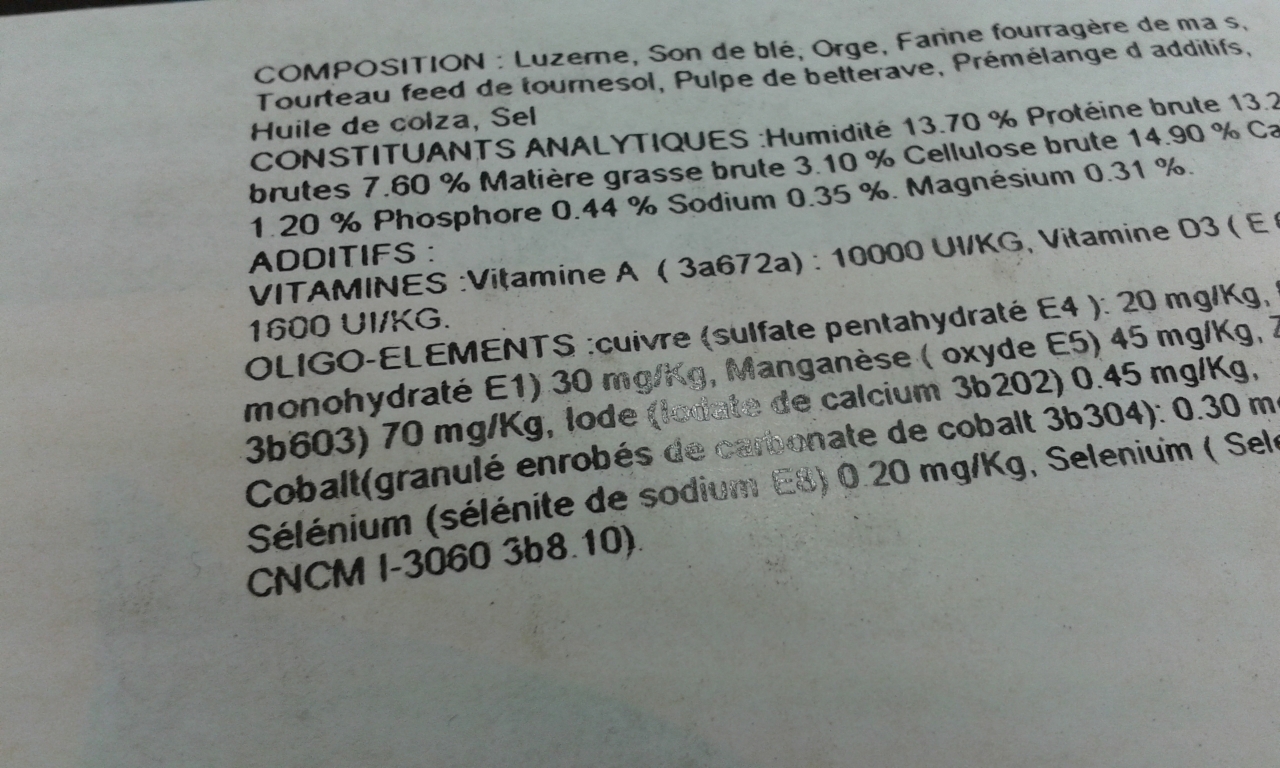 COMPOSITION : Luzerne, Son de blé, Orge, Farine fourragère de ma s,
Tourteau feed de tournesol, Pulpe de betterave, Prémélange d additifs,
Huile de colza, Sel
CONSTITUANTS ANALYTIQUES :Humidité 13.70 % Protéine brute 13.2
brutes 7.60 % Matière grasse brute 3.10 % Cellulose brute 14.90 % Ca
1.20 % Phosphore 0.44 % Sodium 0.35 %. Magnésium 0.31 %.
ADDITIFS :
VITAMINES :Vitamine A ( 3a672a) : 10000 UI/KG, Vitamine D3 ( E
1600 UI/KG.
OLIGO-ELEMENTS :cuivre (sulfate pentahydraté E4 ): 20 mg/Kg,
monohydraté E1) 30 mg/Kg, Manganèse ( oxyde E5) 45 mg/Kg, Z
3b603) 70 mg/Kg, Iode (Iodate de calcium 3b202) 0.45 mg/Kg,
Cobalt(granulé enrobés de carbonate de cobalt 3b304): 0.30 m
Sélénium (sélénite de sodium E8) 0.20 mg/Kg, Selenium ( Sele
CNCM I-3060 3b8.10).